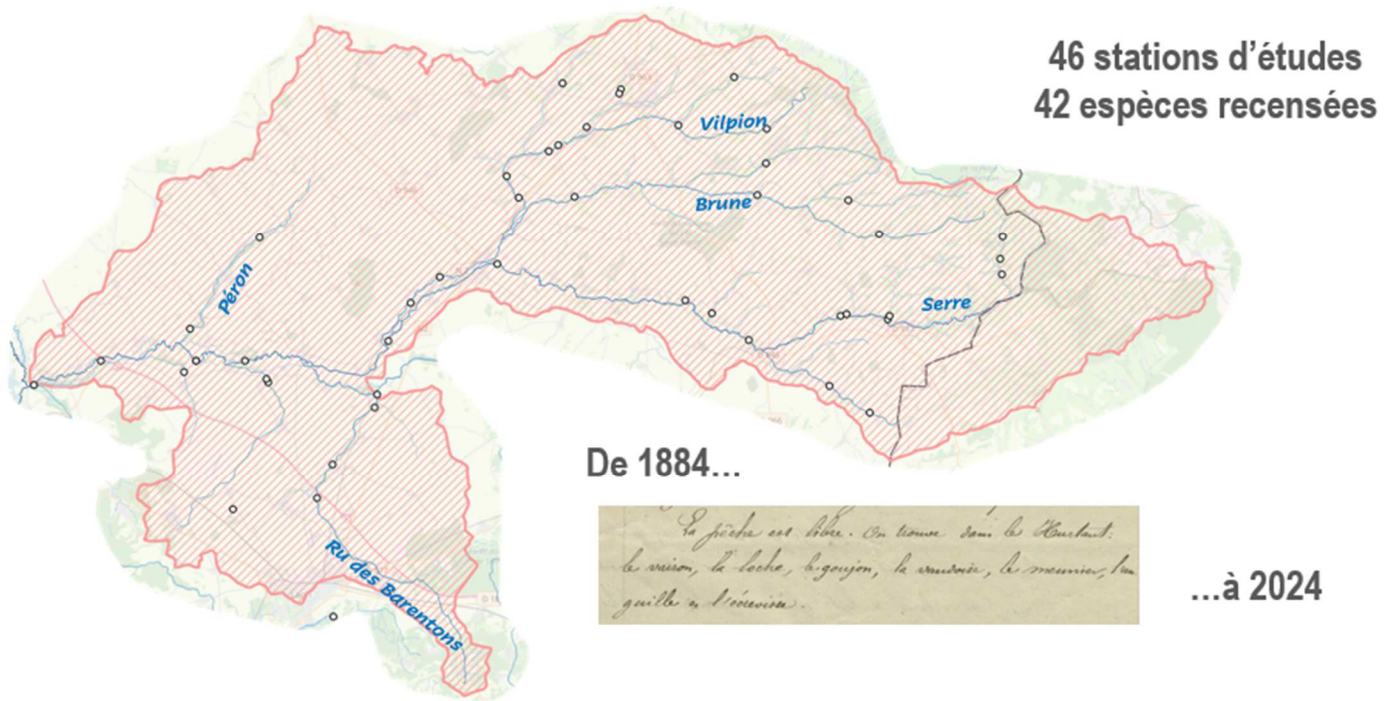 46 stations d'études
42 espèces recensées
Vilpion
Brune
Péron
Serre
De 1884...
La pêche est libre. On trouve dans le Hurtaut:
le vairon, la loche, le goujon, la vandoise, le meunier, l'an
guille et l'écrevisse.
...à 2024
Ru des Barentons